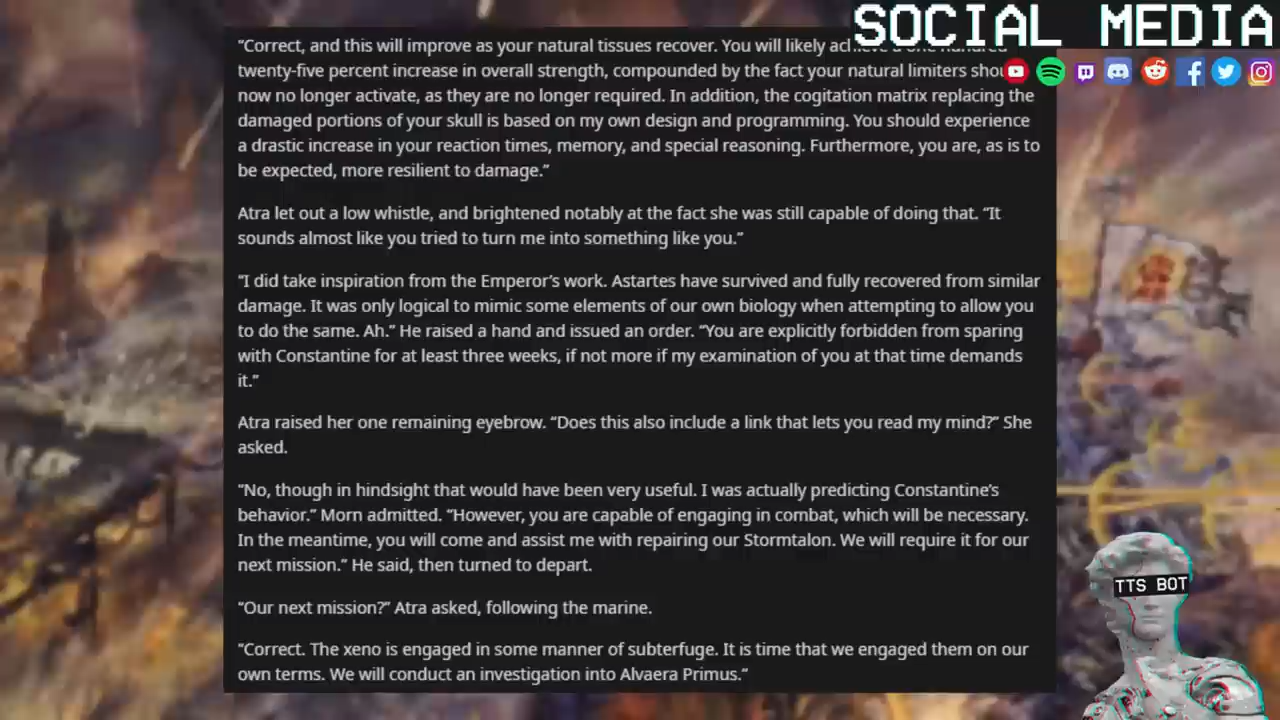 SOCIAL MEDIA
“Correct, and this will improve as your natural tissues recover. You will likely achieve a one hundred
twenty-five percent increase in overall strength, compounded by the fact your natural limiters shou
now no longer activate, as they are no longer required. In addition, the cogitation matrix replacing the
damaged portions of your skull is based on my own design and programming. You should experience
a drastic increase in your reaction times, memory, and special reasoning. Furthermore, you are, as is to
be expected, more resilient to damage.”
Atra let out a low whistle, and brightened notably at the fact she was still capable of doing that. “It
sounds almost like you tried to turn me into something like you.”
“I did take inspiration from the Emperor’s work. Astartes have survived and fully recovered from similar
damage. It was only logical to mimic some elements of our own biology when attempting to allow you
to do the same. Ah.” He raised a hand and issued an order. “You are explicitly forbidden from sparing
with Constantine for at least three weeks, if not more if my examination of you at that time demands
it.”
Atra raised her one remaining eyebrow. “Does this also include a link that lets you read my mind?” She
asked.
“No, though in hindsight that would have been very useful. I was actually predicting Constantine’s
behavior.” Morn admitted. “However, you are capable of engaging in combat, which will be necessary.
In the meantime, you will come and assist me with repairing our Stormtalon. We will require it for our
next mission.” He said, then turned to depart.
“Our next mission?” Atra asked, following the marine.
“Correct. The xeno is engaged in some manner of subterfuge. It is time that we engaged them on our
own terms. We will conduct an investigation into Alvaera Primus.”
TTS BOT